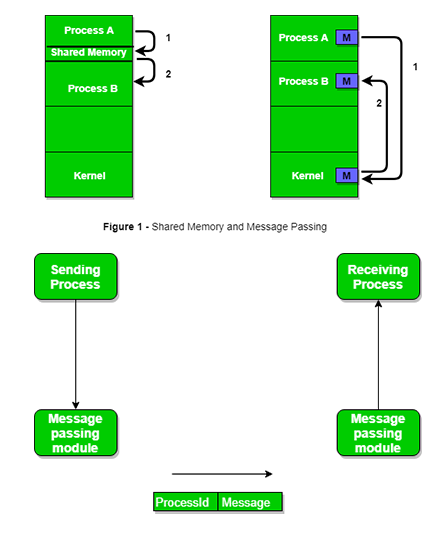 Process A
1
Shared Memory
2
Process B
Kernel
Process A M
1
Process B M
2
Kernel M
Figure 1 - Shared Memory and Message Passing
Sending
Process
Receiving
Process
Message
passing
module
Message
passing
module
ProcessId Message